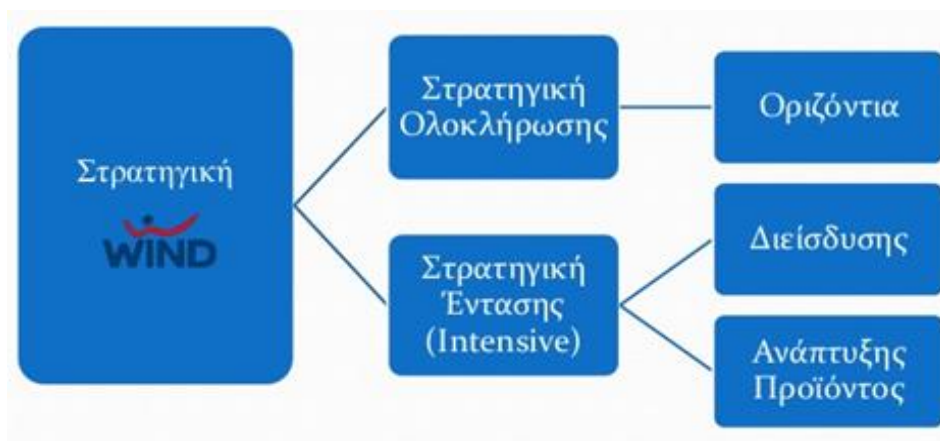 Στρατηγική
WIND
Στρατηγική
Ολοκλήρωσης
Οριζόντια
Στρατηγική
Έντασης
(Intensive)
Διείσδυσης
Ανάπτυξης
Προϊόντος